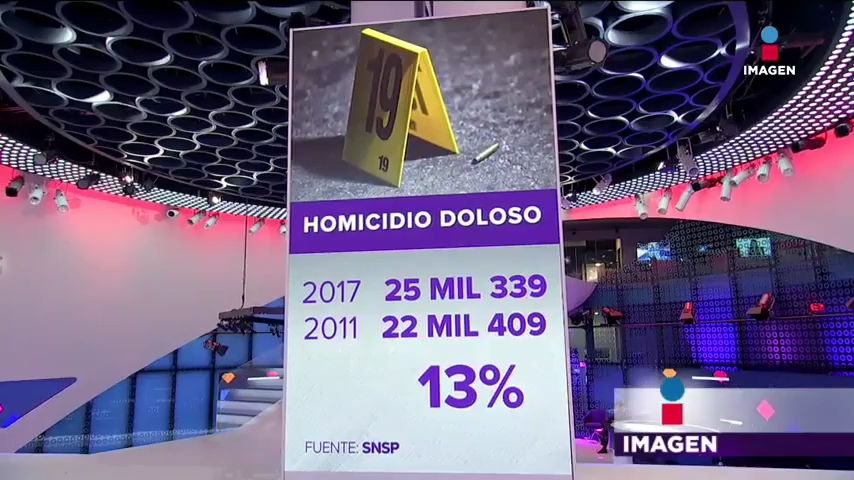 IMAGEN
19
19
HOMICIDIO DOLOSO
2017 25 MIL 339
2011 22 MIL 409
13%
FUENTE: SNSP
IMAGEN